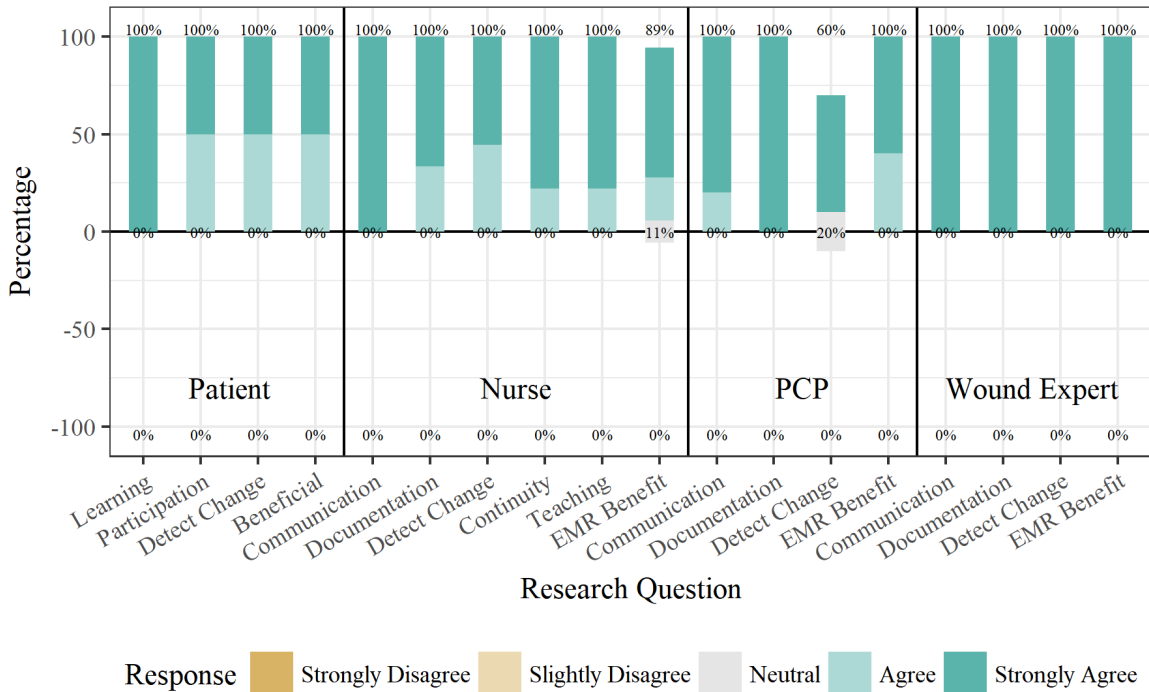 100% 100% 100% 100% 100% 100% 100% 100% 100% 89% 100% 100% 60% 100% 100% 100% 100% 100%
100
50
0
0% 0% 0% 0% 0% 0% 0% 0% 0% 11% 0% 0% 20% 0% 0% 0% 0% 0%
-50
-100
Percentage
Patient Nurse PCP Wound Expert
0% 0% 0% 0% 0% 0% 0% 0% 0% 0% 0% 0% 0% 0% 0% 0% 0% 0%
Learning
Participation
Detect Change
Beneficial
Communication
Documentation
Detect Change
Continuity
Teaching
EMR Benefit
Communication
Documentation
Detect Change
EMR Benefit
Communication
Documentation
Detect Change
EMR Benefit
Research Question
Response Strongly Disagree Slightly Disagree Neutral Agree Strongly Agree